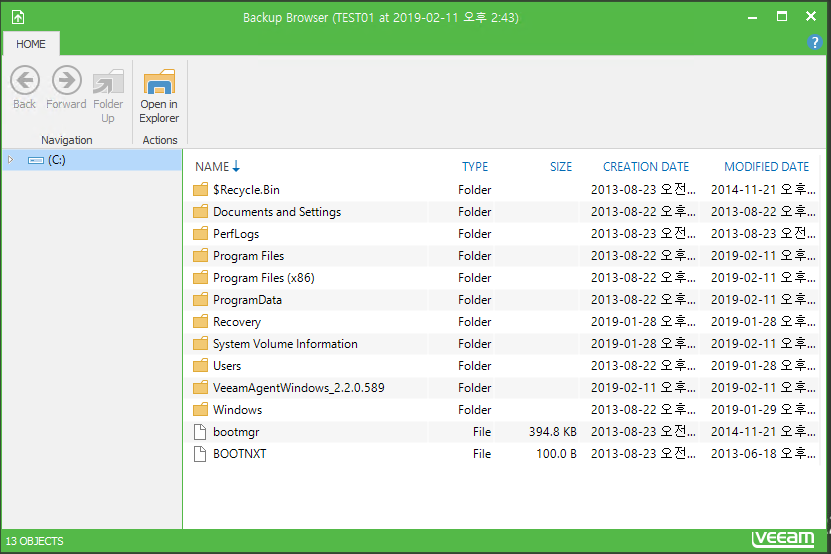 Backup Browser (TEST01 at 2019-02-11 오후 2:43)
HOME
?
Back Forward Folder Up
Open in Explorer
Navigation Actions
(C:)
NAME TYPE SIZE CREATION DATE MODIFIED DATE
$Recycle.Bin Folder 2013-08-23 오전... 2014-11-21 오후...
Documents and Settings Folder 2013-08-22 오후... 2013-08-22 오후...
PerfLogs Folder 2013-08-23 오전... 2013-08-23 오전...
Program Files Folder 2013-08-22 오후... 2019-02-11 오후...
Program Files (x86) Folder 2013-08-22 오후... 2019-02-11 오후...
ProgramData Folder 2013-08-22 오후... 2019-02-11 오후...
Recovery Folder 2019-01-28 오후... 2019-01-28 오후...
System Volume Information Folder 2019-01-28 오후... 2019-02-11 오후...
Users Folder 2013-08-22 오후... 2019-01-28 오후...
VeeamAgentWindows_2.2.0.589 Folder 2019-02-11 오후... 2019-02-11 오후...
Windows Folder 2013-08-22 오후... 2019-01-29 오후...
bootmgr File 394.8 KB 2013-08-23 오전... 2014-11-21 오후...
BOOTNXT File 100.0 B 2013-08-23 오전... 2013-06-18 오후...
13 OBJECTS
veeam